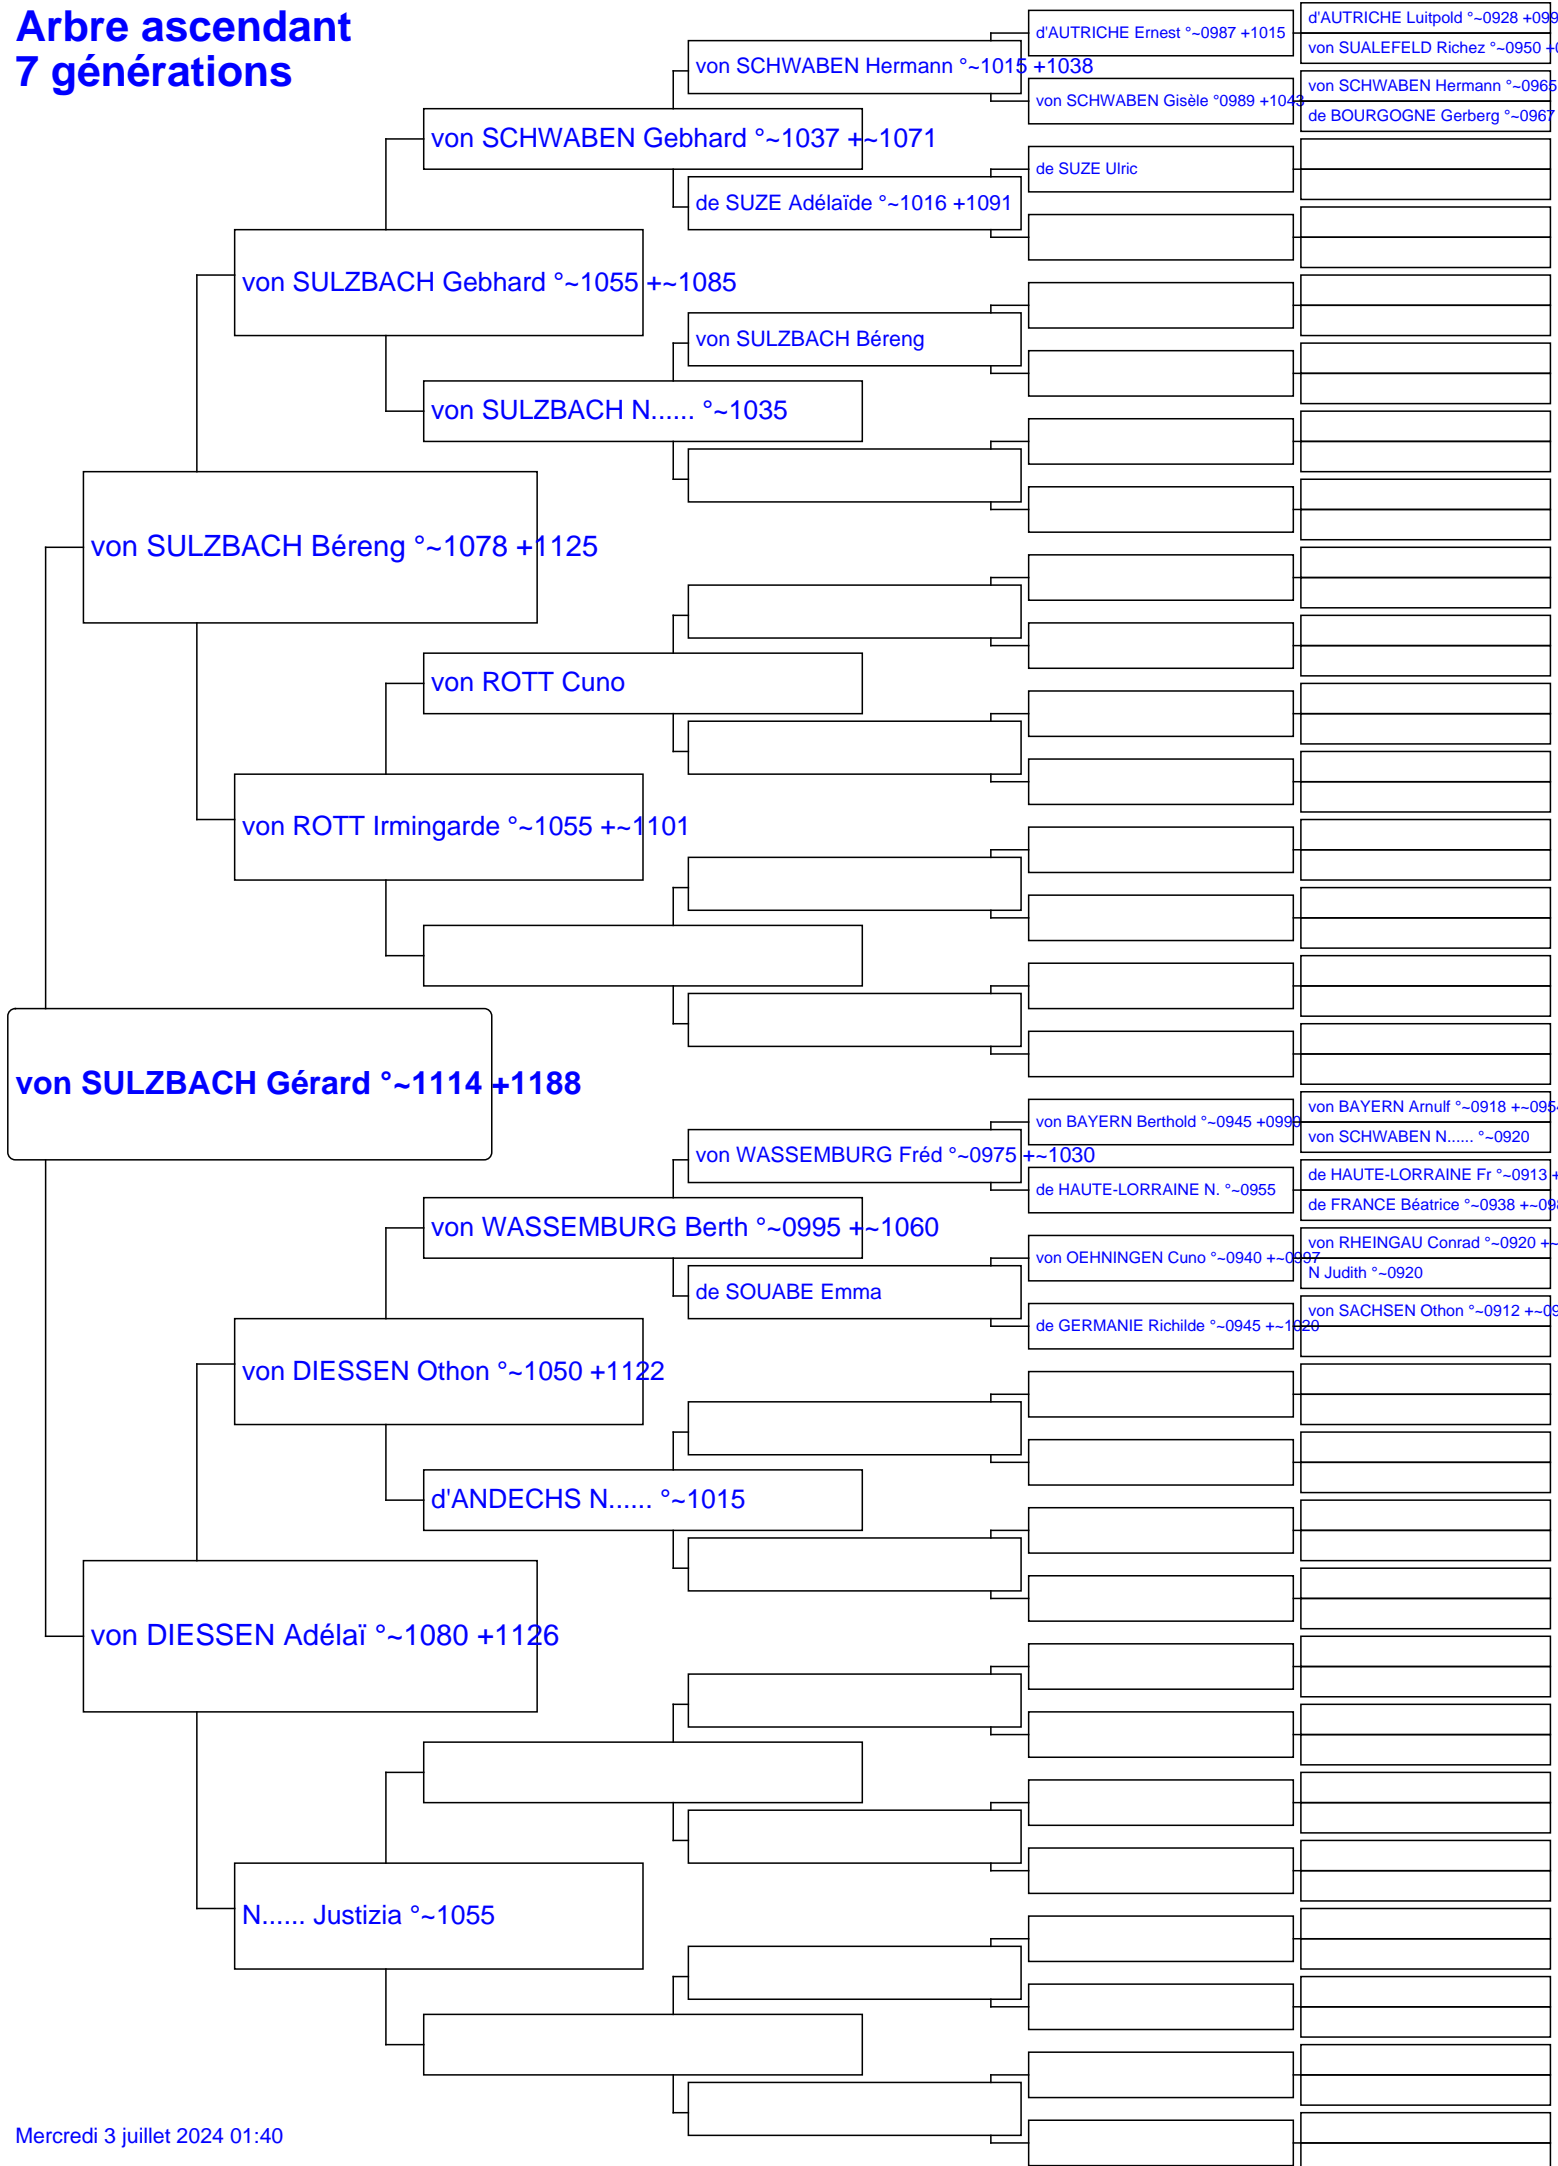 Arbre ascendant
7 générations
d'AUTRICHE Luitpold °~0928 +099
d'AUTRICHE Ernest °~0987 +1015
von SUALEFELD Richez °~0950 +0
von SCHWABEN Hermann °~1015 +1038
von SCHWABEN Hermann °~0965
von SCHWABEN Gisèle °0989 +1043
de BOURGOGNE Gerberg °~0967
von SCHWABEN Gebhard °~1037 +~1071
de SUZE Ulric
de SUZE Adélaïde °~1016 +1091
von SULZBACH Gebhard °~1055 +~1085
von SULZBACH Béreng
von SULZBACH N...... °~1035
von SULZBACH Béreng °~1078 +1125
von ROTT Cuno
von ROTT Irmingarde °~1055 +~1101
von SULZBACH Gérard °~1114 +1188
von BAYERN Arnulf °~0918 +~0954
von BAYERN Berthold °~0945 +0990
von SCHWABEN N...... °~0920
von WASSEMBURG Fréd °~0975 +~1030
de HAUTE-LORRAINE Fr °~0913 +
de HAUTE-LORRAINE N. °~0955
de FRANCE Béatrice °~0938 +~098
von WASSEMBURG Berth °~0995 +~1060
von RHEINGAU Conrad °~0920 +~
von OEHNINGEN Cuno °~0940 +~0997
N Judith °~0920
de SOUABE Emma
von SACHSEN Othon °~0912 +~09
de GERMANIE Richilde °~0945 +~1020
von DIESSEN Othon °~1050 +1122
d'ANDECHS N...... °~1015
von DIESSEN Adélaï °~1080 +1126
N...... Justizia °~1055
Mercredi 3 juillet 2024 01:40